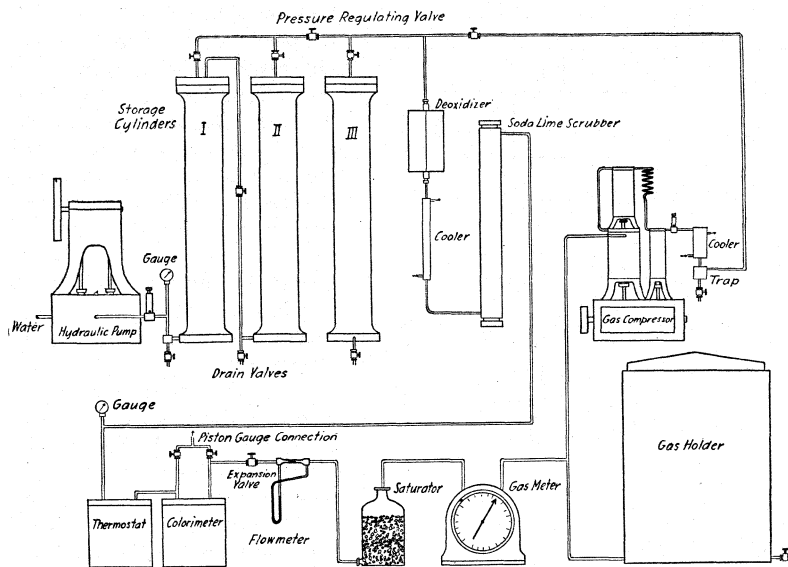 Pressure Regulating Valve
Storage
Cylinders
I
II
III
Deoxidizer
Soda Lime Scrubber
Gauge
Cooler
Cooler
Trap
Water
Hydraulic Pump
Gas Compressor
Drain Valves
Gauge
Piston Gauge Connection
Gas Holder
Expansion
Valve
Saturator
Gas Meter
Thermostat
Colorimeter
Flowmeter